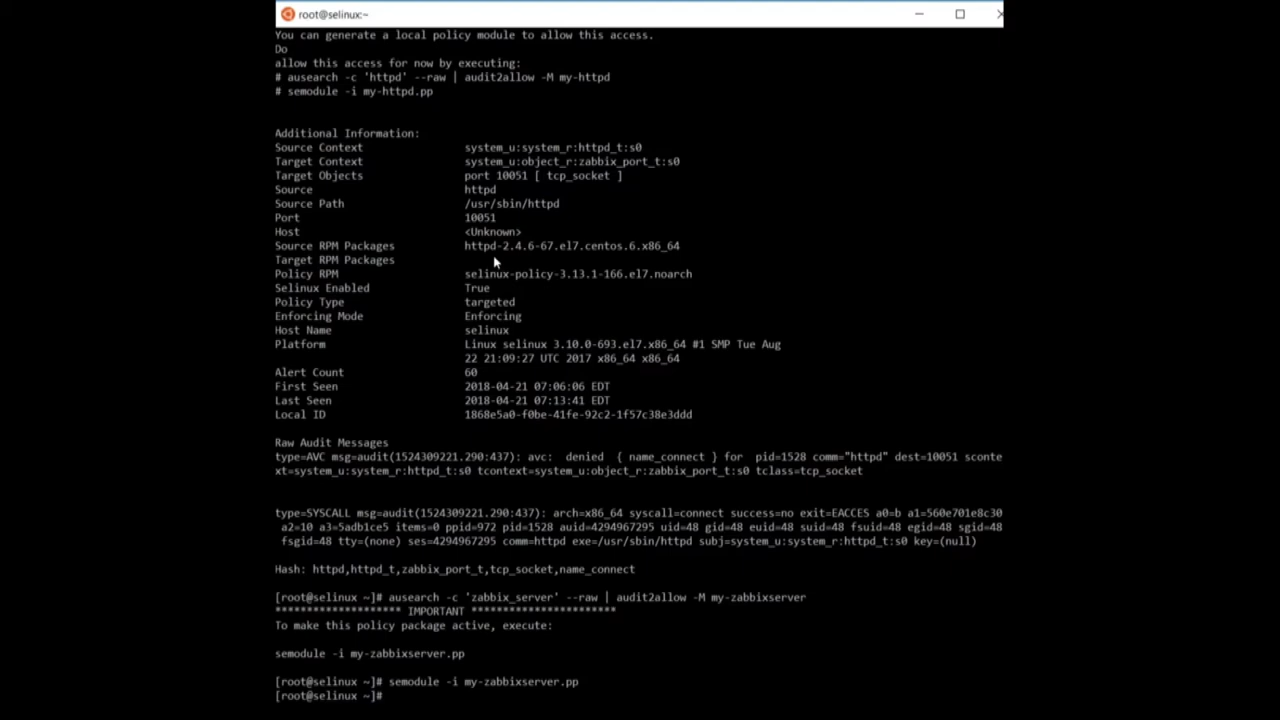 root@selinux:~
You can generate a local policy module to allow this access.
Do
allow this access for now by executing:
# ausearch -c 'httpd' --raw | audit2allow -M my-httpd
# semodule -i my-httpd.pp
Additional Information:
Source Context system_u:system_r:httpd_t:s0
Target Context system_u:object_r:zabbix_port_t:s0
Target Objects port 10051 [ tcp_socket ]
Source httpd
Source Path /usr/sbin/httpd
Port 10051
Host <Unknown>
Source RPM Packages httpd-2.4.6-67.el7.centos.6.x86_64
Target RPM Packages
Policy RPM selinux-policy-3.13.1-166.el7.noarch
Selinux Enabled True
Policy Type targeted
Enforcing Mode Enforcing
Host Name selinux
Platform Linux selinux 3.10.0-693.el7.x86_64 #1 SMP Tue Aug
22 21:09:27 UTC 2017 x86_64 x86_64
Alert Count 60
First Seen 2018-04-21 07:06:06 EDT
Last Seen 2018-04-21 07:13:41 EDT
Local ID 1868e5a0-f0be-41fe-92c2-1f57c38e3ddd
Raw Audit Messages
type=AVC msg=audit(1524309221.290:437): avc: denied { name_connect } for pid=1528 comm="httpd" dest=10051 sconte
xt=system_u:system_r:httpd_t:s0 tcontext=system_u:object_r:zabbix_port_t:s0 tclass=tcp_socket
type=SYSCALL msg=audit(1524309221.290:437): arch=x86_64 syscall=connect success=no exit=EACCES a0=b a1=560e701e8c30
a2=10 a3=5adb1ce5 items=0 ppid=972 pid=1528 auid=4294967295 uid=48 gid=48 euid=48 suid=48 fsuid=48 egid=48 sgid=48
fsgid=48 tty=(none) ses=4294967295 comm=httpd exe=/usr/sbin/httpd subj=system_u:system_r:httpd_t:s0 key=(null)
Hash: httpd,httpd_t,zabbix_port_t,tcp_socket,name_connect
[root@selinux ~]# ausearch -c 'zabbix_server' --raw | audit2allow -M my-zabbixserver
******************** IMPORTANT ***********************
To make this policy package active, execute:
semodule -i my-zabbixserver.pp
[root@selinux ~]# semodule -i my-zabbixserver.pp
[root@selinux ~]#